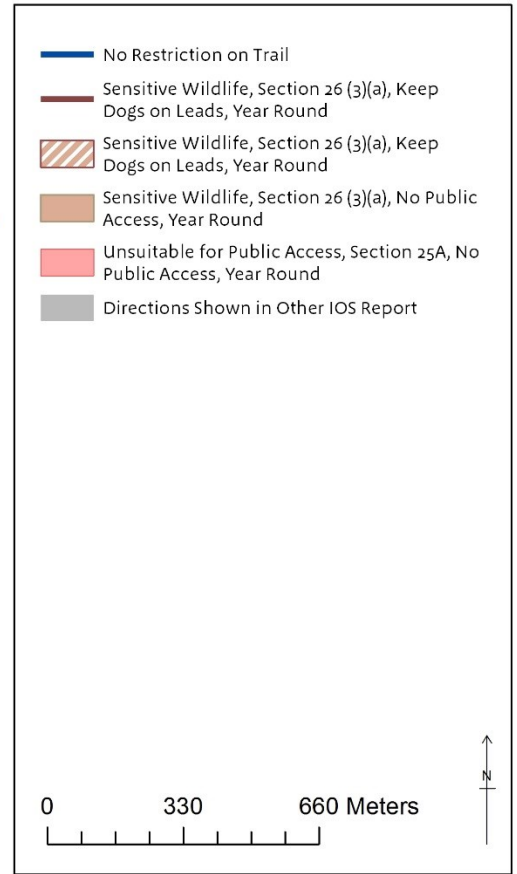 No Restriction on Trail
Sensitive Wildlife, Section 26 (3)(a), Keep
Dogs on Leads, Year Round
Sensitive Wildlife, Section 26 (3)(a), Keep
Dogs on Leads, Year Round
Sensitive Wildlife, Section 26 (3)(a), No Public
Access, Year Round
Unsuitable for Public Access, Section 25A, No
Public Access, Year Round
Directions Shown in Other IOS Report
N
0 330 660 Meters